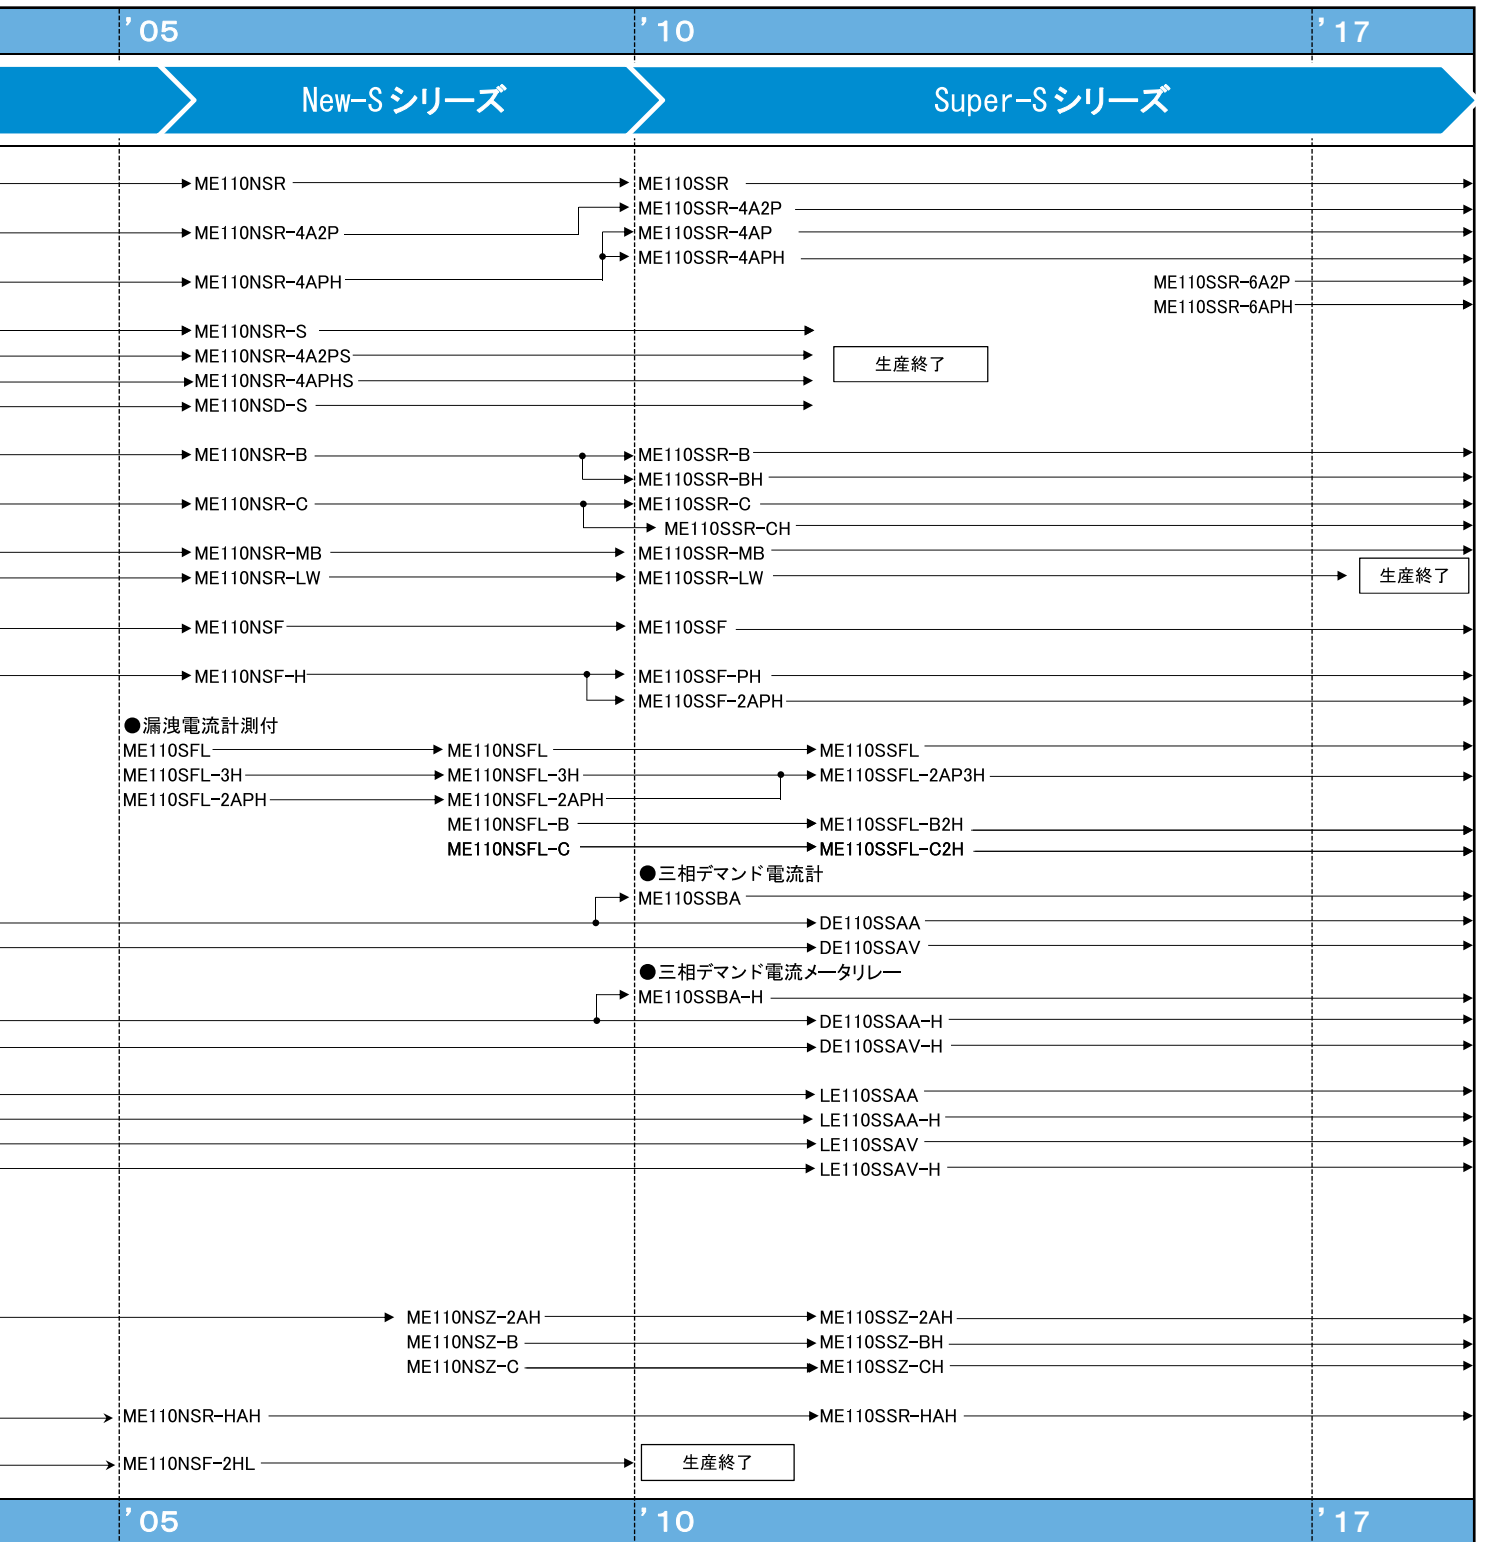 ’05 ’10 ’17
New-Sシリーズ Super-Sシリーズ
ME110NSR ME110SSR
ME110SSR-4A2P
ME110NSR-4A2P ME110SSR-4AP
ME110SSR-4APH
ME110NSR-4APH ME110SSR-6A2P
ME110SSR-6APH
ME110NSR-S
ME110NSR-4A2PS
生産終了
ME110NSR-4APHS
ME110NSD-S
ME110NSR-B ME110SSR-B
ME110SSR-BH
ME110NSR-C ME110SSR-C
ME110SSR-CH
ME110NSR-MB ME110SSR-MB
ME110NSR-LW ME110SSR-LW 生産終了
ME110NSF ME110SSF
ME110NSF-H ME110SSF-PH
ME110SSF-2APH
●漏洩電流計測付
ME110SFL ME110NSFL ME110SSFL
ME110SFL-3H ME110NSFL-3H ME110SSFL-2AP3H
ME110SFL-2APH ME110NSFL-2APH
ME110NSFL-B ME110SSFL-B2H
ME110NSFL-C ME110SSFL-C2H
●三相デマンド電流計
ME110SSBA
DE110SSAA
DE110SSAV
●三相デマンド電流メータリレー
ME110SSBA-H
DE110SSAA-H
DE110SSAV-H
LE110SSAA
LE110SSAA-H
LE110SSAV
LE110SSAV-H
ME110NSZ-2AH ME110SSZ-2AH
ME110NSZ-B ME110SSZ-BH
ME110NSZ-C ME110SSZ-CH
ME110NSR-HAH ME110SSR-HAH
ME110NSF-2HL 生産終了
’05 ’10 ’17